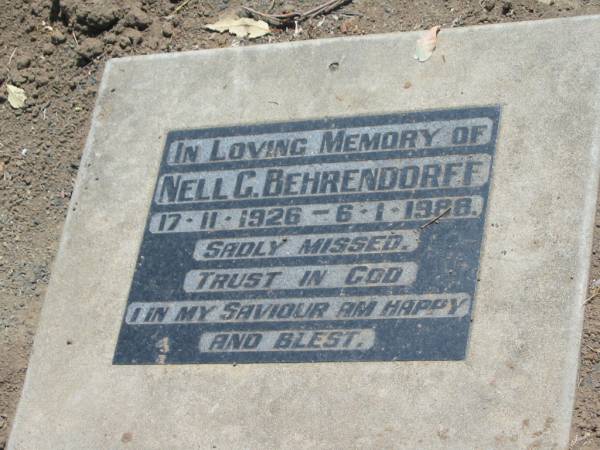 In Loving Memory of
Nell G. Behrendorff
17·11·1926 – 6·1·1986.
Sadly missed.
Trust in God
I in my Saviour am happy
and blest.